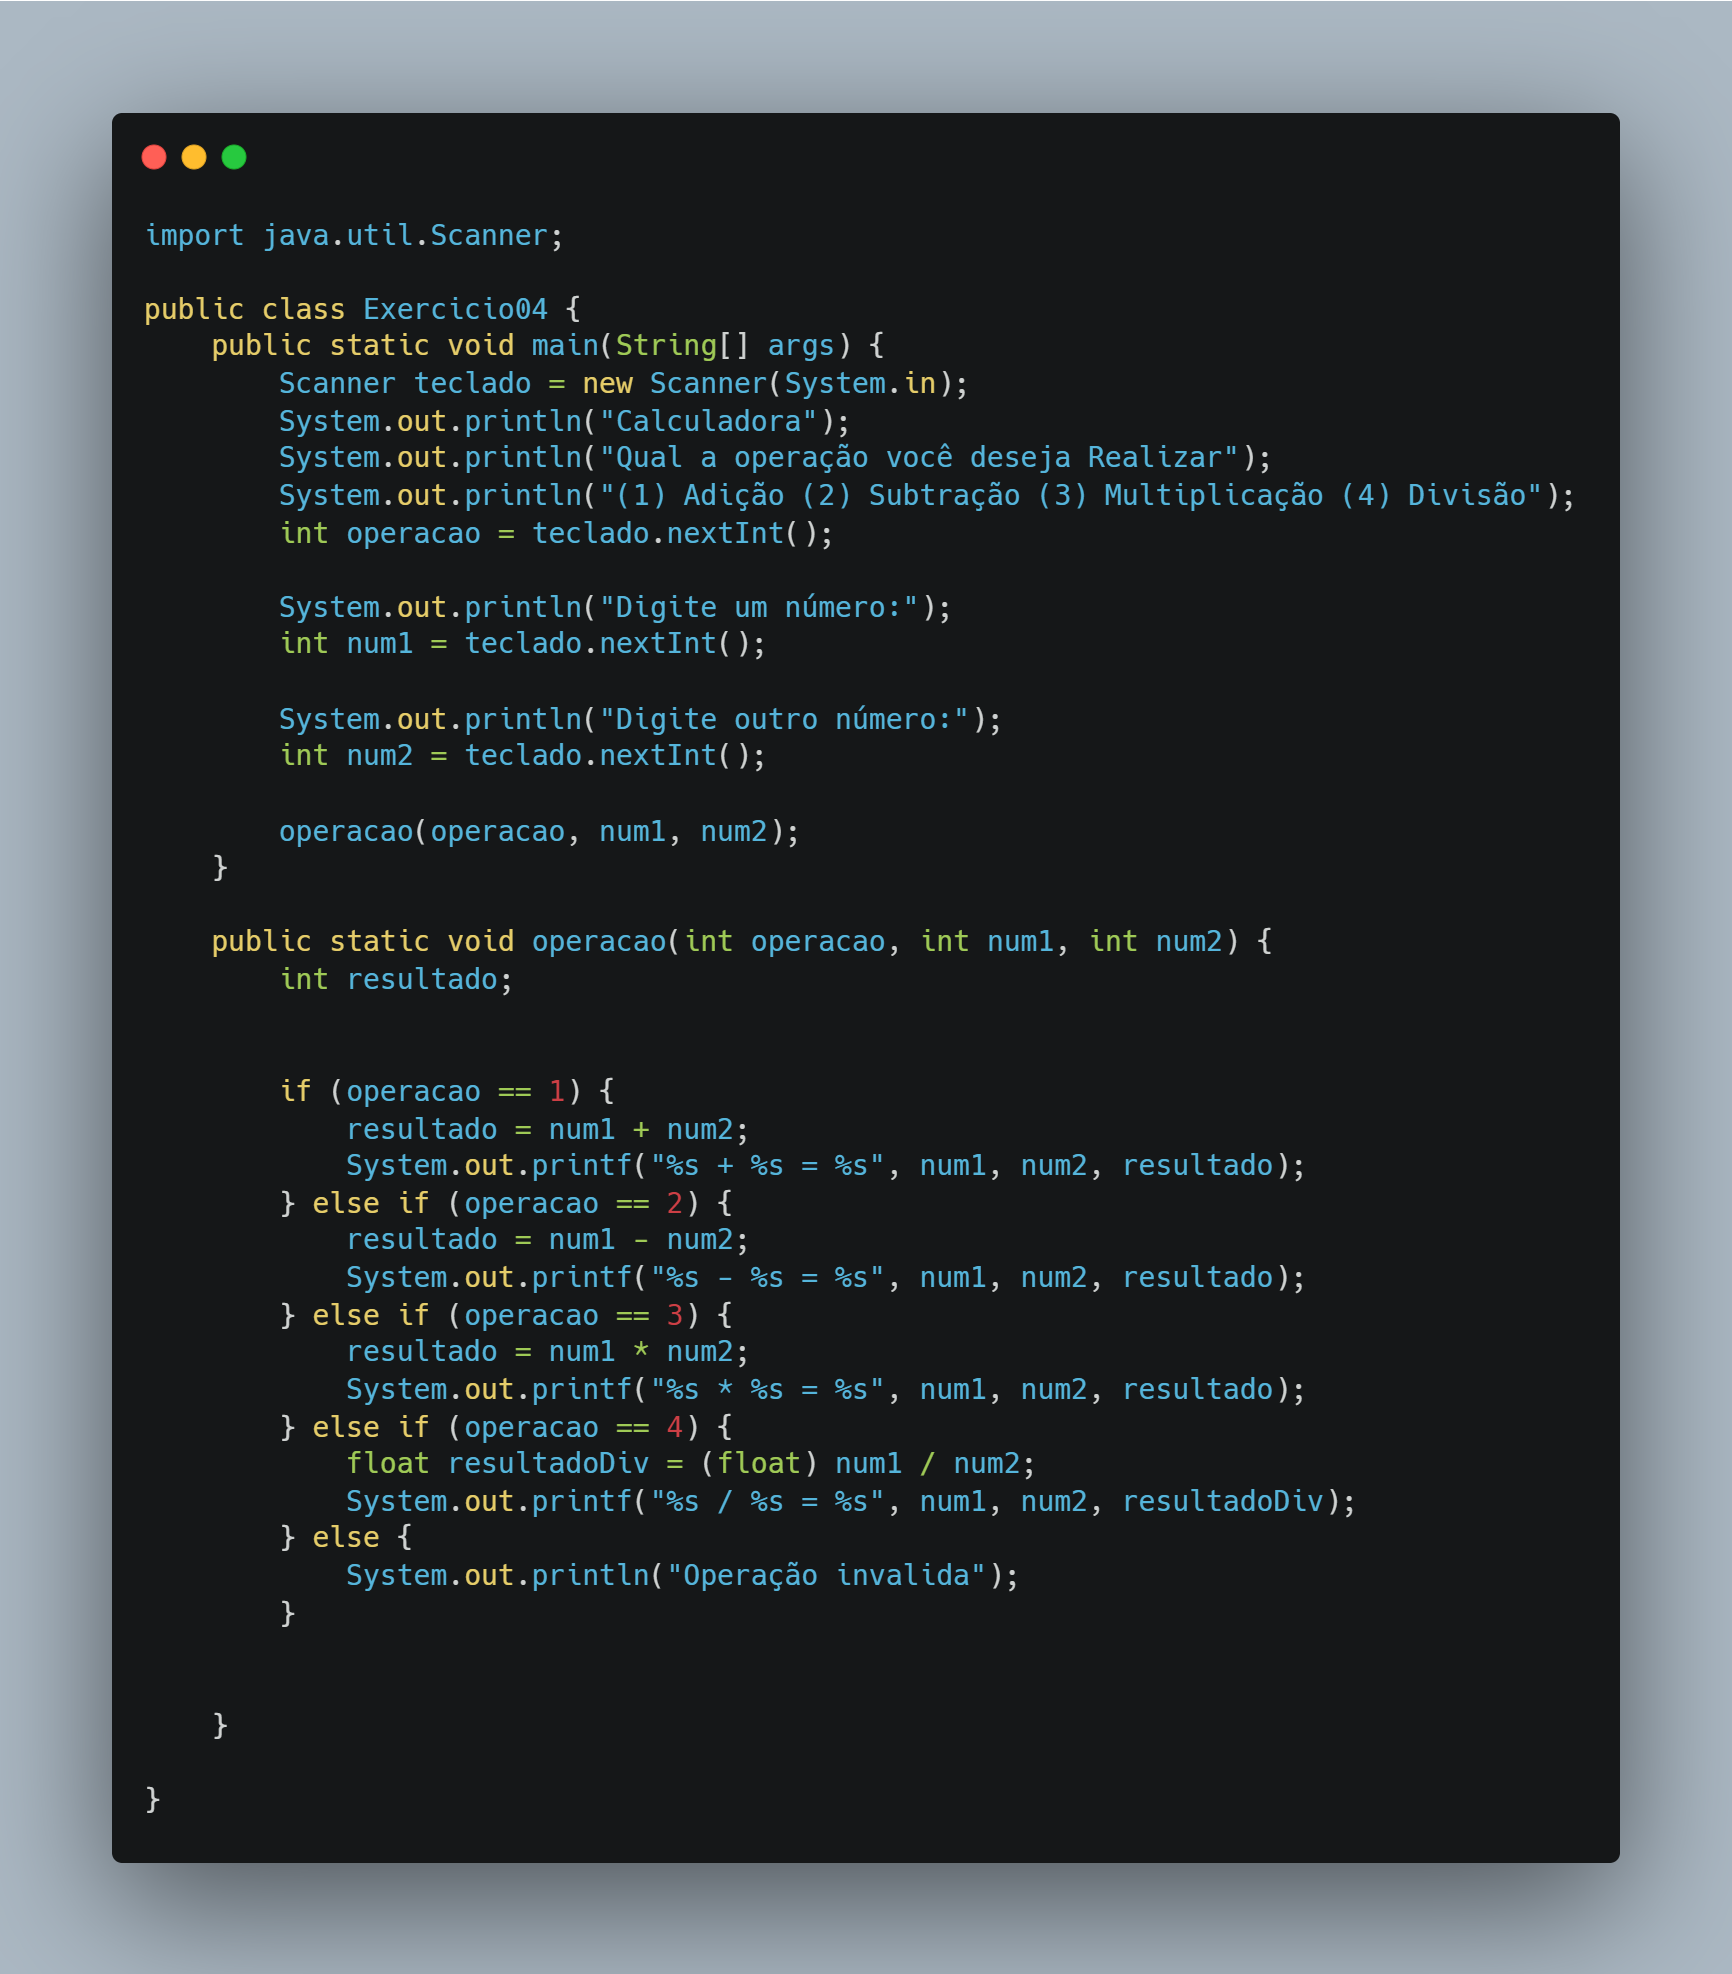 import java.util.Scanner;

public class Exercicio04 {
    public static void main(String[] args) {
        Scanner teclado = new Scanner(System.in);
        System.out.println("Calculadora");
        System.out.println("Qual a operação você deseja Realizar");
        System.out.println("(1) Adição (2) Subtração (3) Multiplicação (4) Divisão");
        int operacao = teclado.nextInt();

        System.out.println("Digite um número:");
        int num1 = teclado.nextInt();

        System.out.println("Digite outro número:");
        int num2 = teclado.nextInt();

        operacao(operacao, num1, num2);
    }

    public static void operacao(int operacao, int num1, int num2) {
        int resultado;


        if (operacao == 1) {
            resultado = num1 + num2;
            System.out.printf("%s + %s = %s", num1, num2, resultado);
        } else if (operacao == 2) {
            resultado = num1 - num2;
            System.out.printf("%s - %s = %s", num1, num2, resultado);
        } else if (operacao == 3) {
            resultado = num1 * num2;
            System.out.printf("%s * %s = %s", num1, num2, resultado);
        } else if (operacao == 4) {
            float resultadoDiv = (float) num1 / num2;
            System.out.printf("%s / %s = %s", num1, num2, resultadoDiv);
        } else {
            System.out.println("Operação invalida");
        }


    }

}